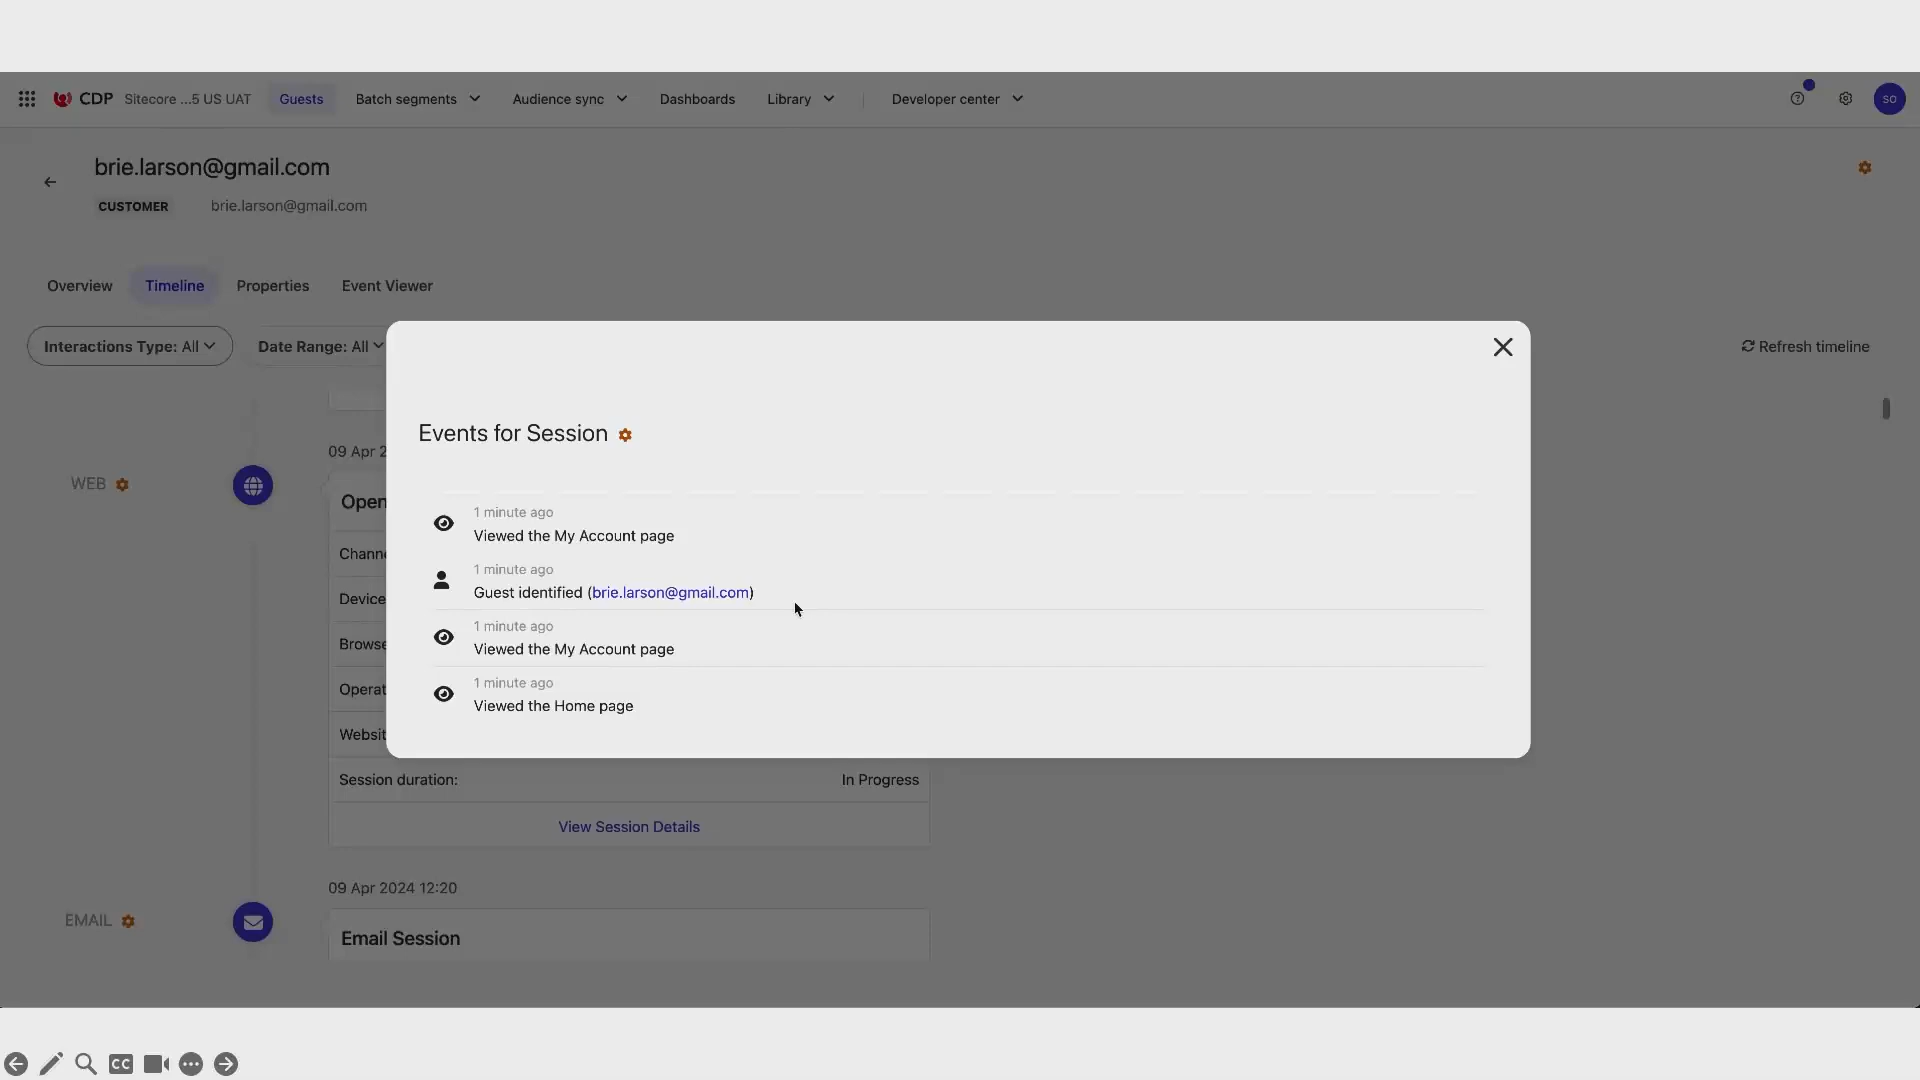 CDP Sitecore ...5 US UAT Guests Batch segments Audience sync Dashboards Library Developer center SO
brie.larson@gmail.com
CUSTOMER brie.larson@gmail.com
Overview Timeline Properties Event Viewer
Interactions Type: All Date Range: All Refresh timeline
Events for Session
09 Apr 2
WEB
Open
Channe
Device
Browse
Operat
Websit
1 minute ago
Viewed the My Account page
1 minute ago
Guest identified (brie.larson@gmail.com)
1 minute ago
Viewed the My Account page
1 minute ago
Viewed the Home page
Session duration: In Progress
View Session Details
09 Apr 2024 12:20
EMAIL
Email Session
CC